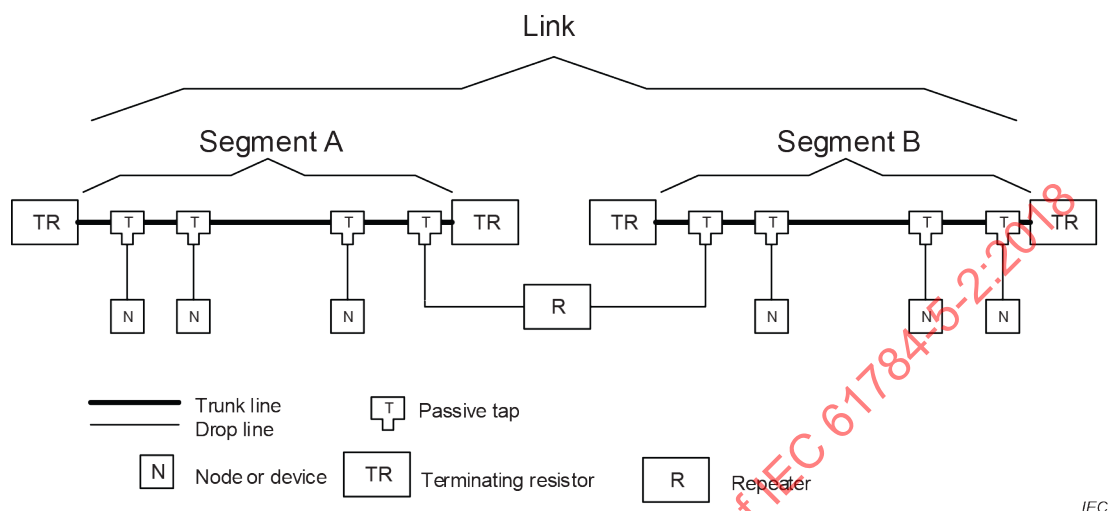 Link
Segment A
Segment B
TR T T T T TR TR T T T T TR
N N N R N N N
Trunk line
Drop line
T Passive tap
N Node or device
TR Terminating resistor
R Repeater
f IEC 61784-5-2:2018
IEC